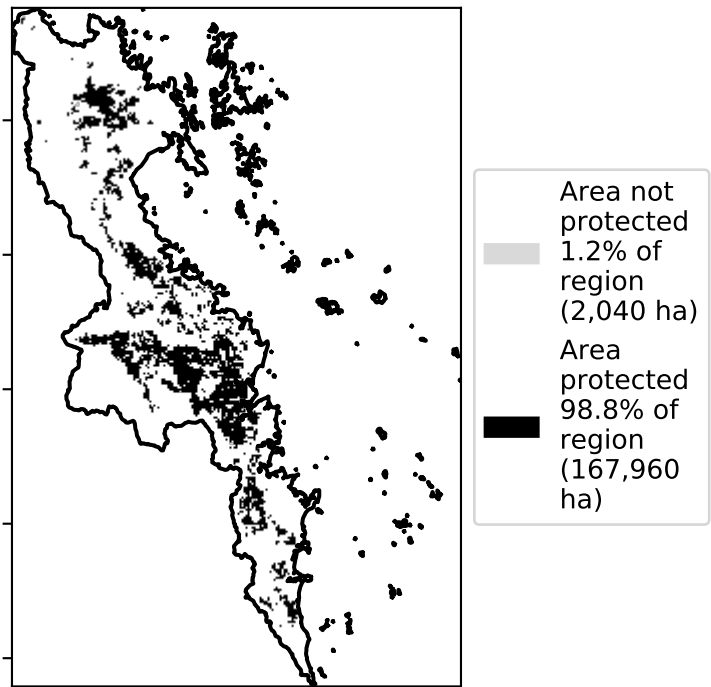 Area not
protected
1.2% of
region
(2,040 ha)
Area
protected
98.8% of
region
(167,960
ha)